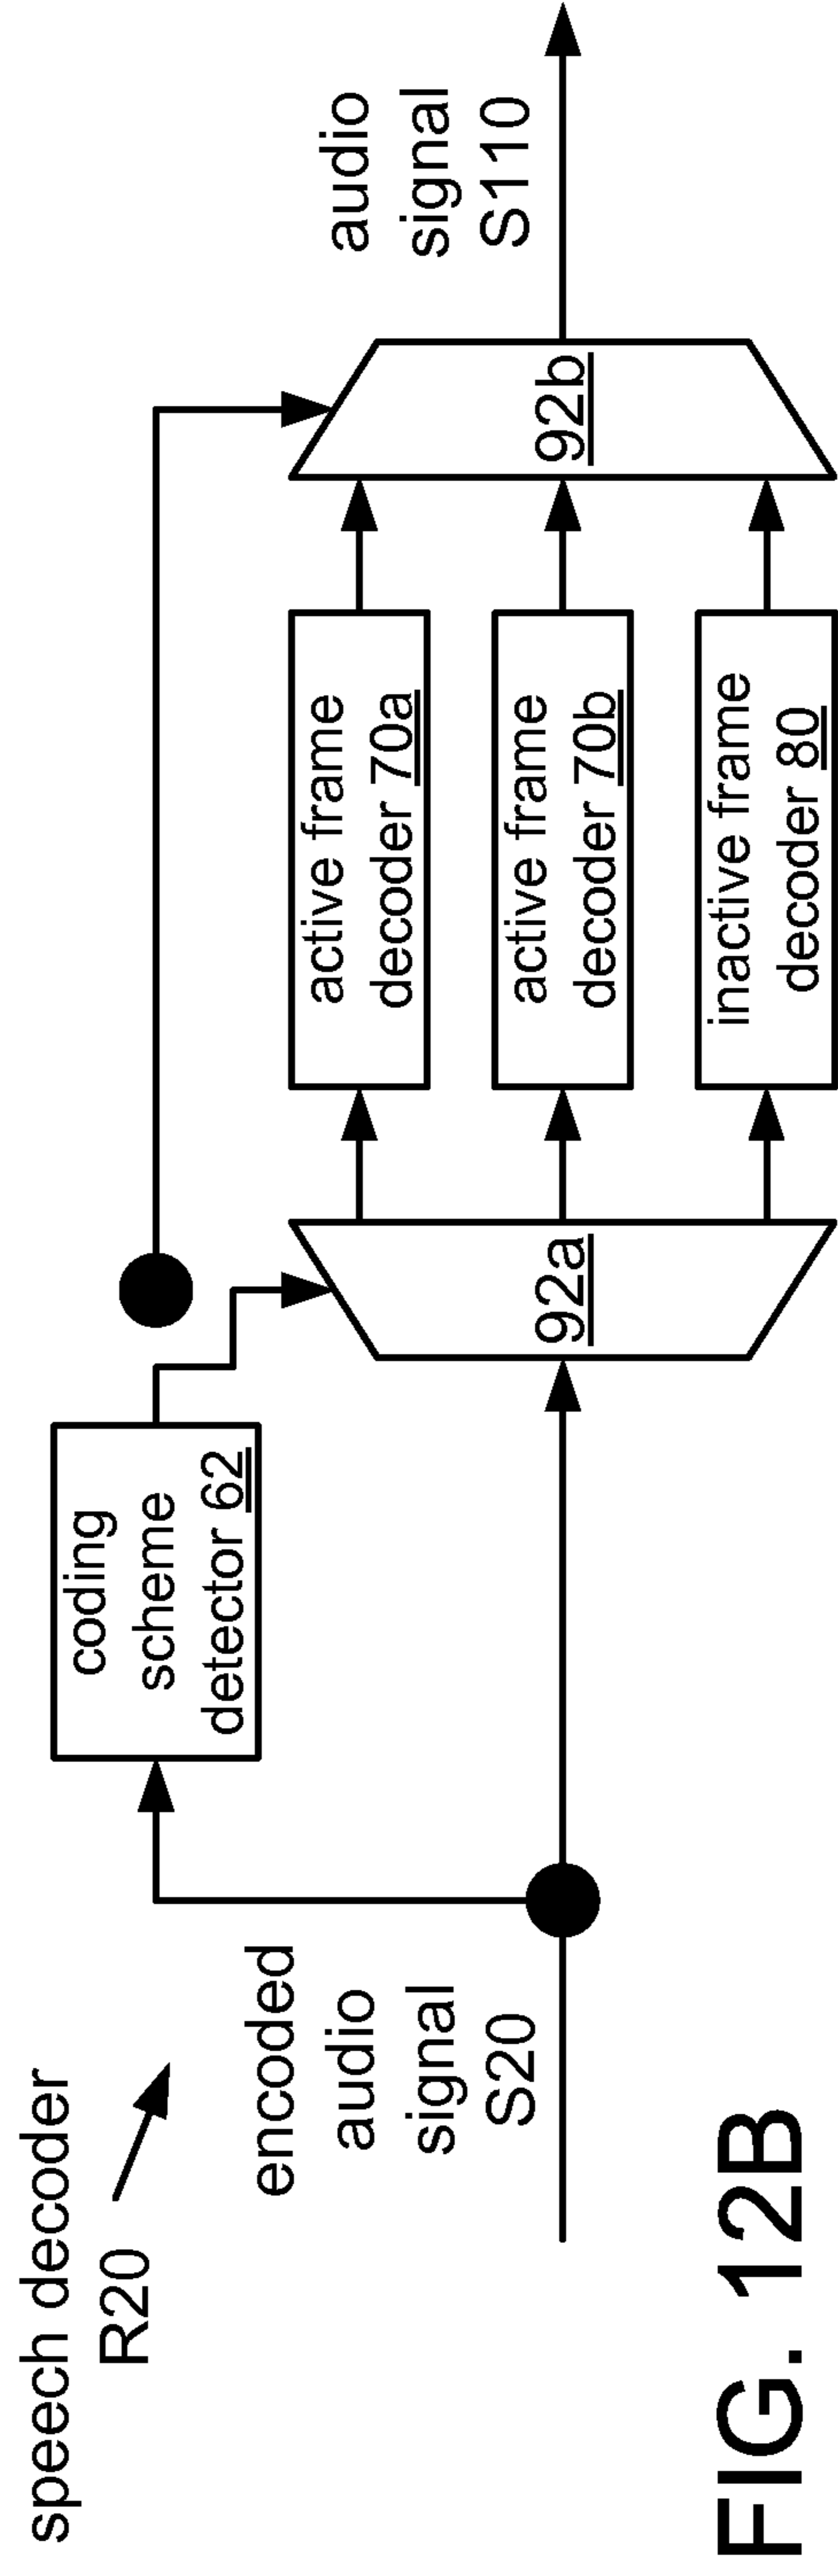 speech decoder
R20
encoded
audio
signal
S20
coding
scheme
detector 62
92a
active frame
decoder 70a
active frame
decoder 70b
inactive frame
decoder 80
92b
audio
signal
S110
FIG. 12B